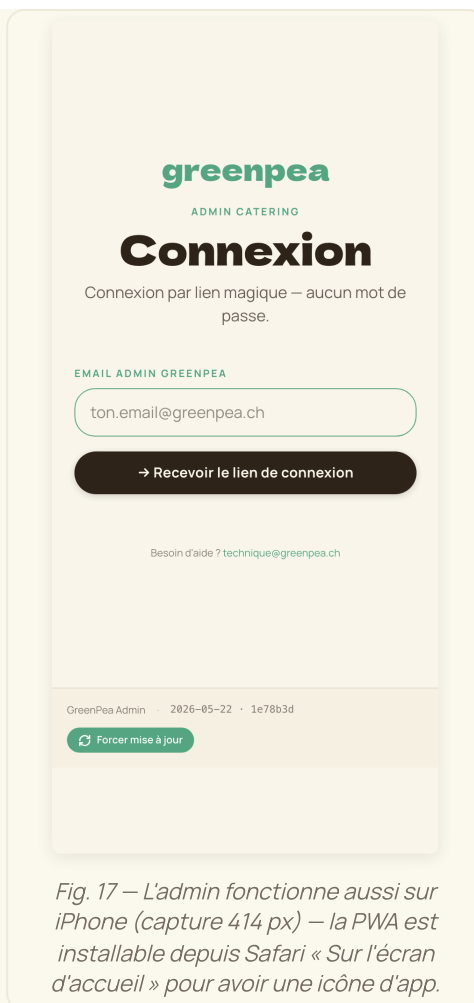 greenpea
ADMIN CATERING
Connexion
Connexion par lien magique — aucun mot de
passe.
EMAIL ADMIN GREENPEA
ton.email@greenpea.ch
→ Recevoir le lien de connexion
Besoin d'aide ? technique@greenpea.ch
GreenPea Admin · 2026-05-22 · 1e78b3d
Forcer mise à jour
Fig. 17 — L'admin fonctionne aussi sur
iPhone (capture 414 px) — la PWA est
installable depuis Safari « Sur l'écran
d'accueil » pour avoir une icône d'app.